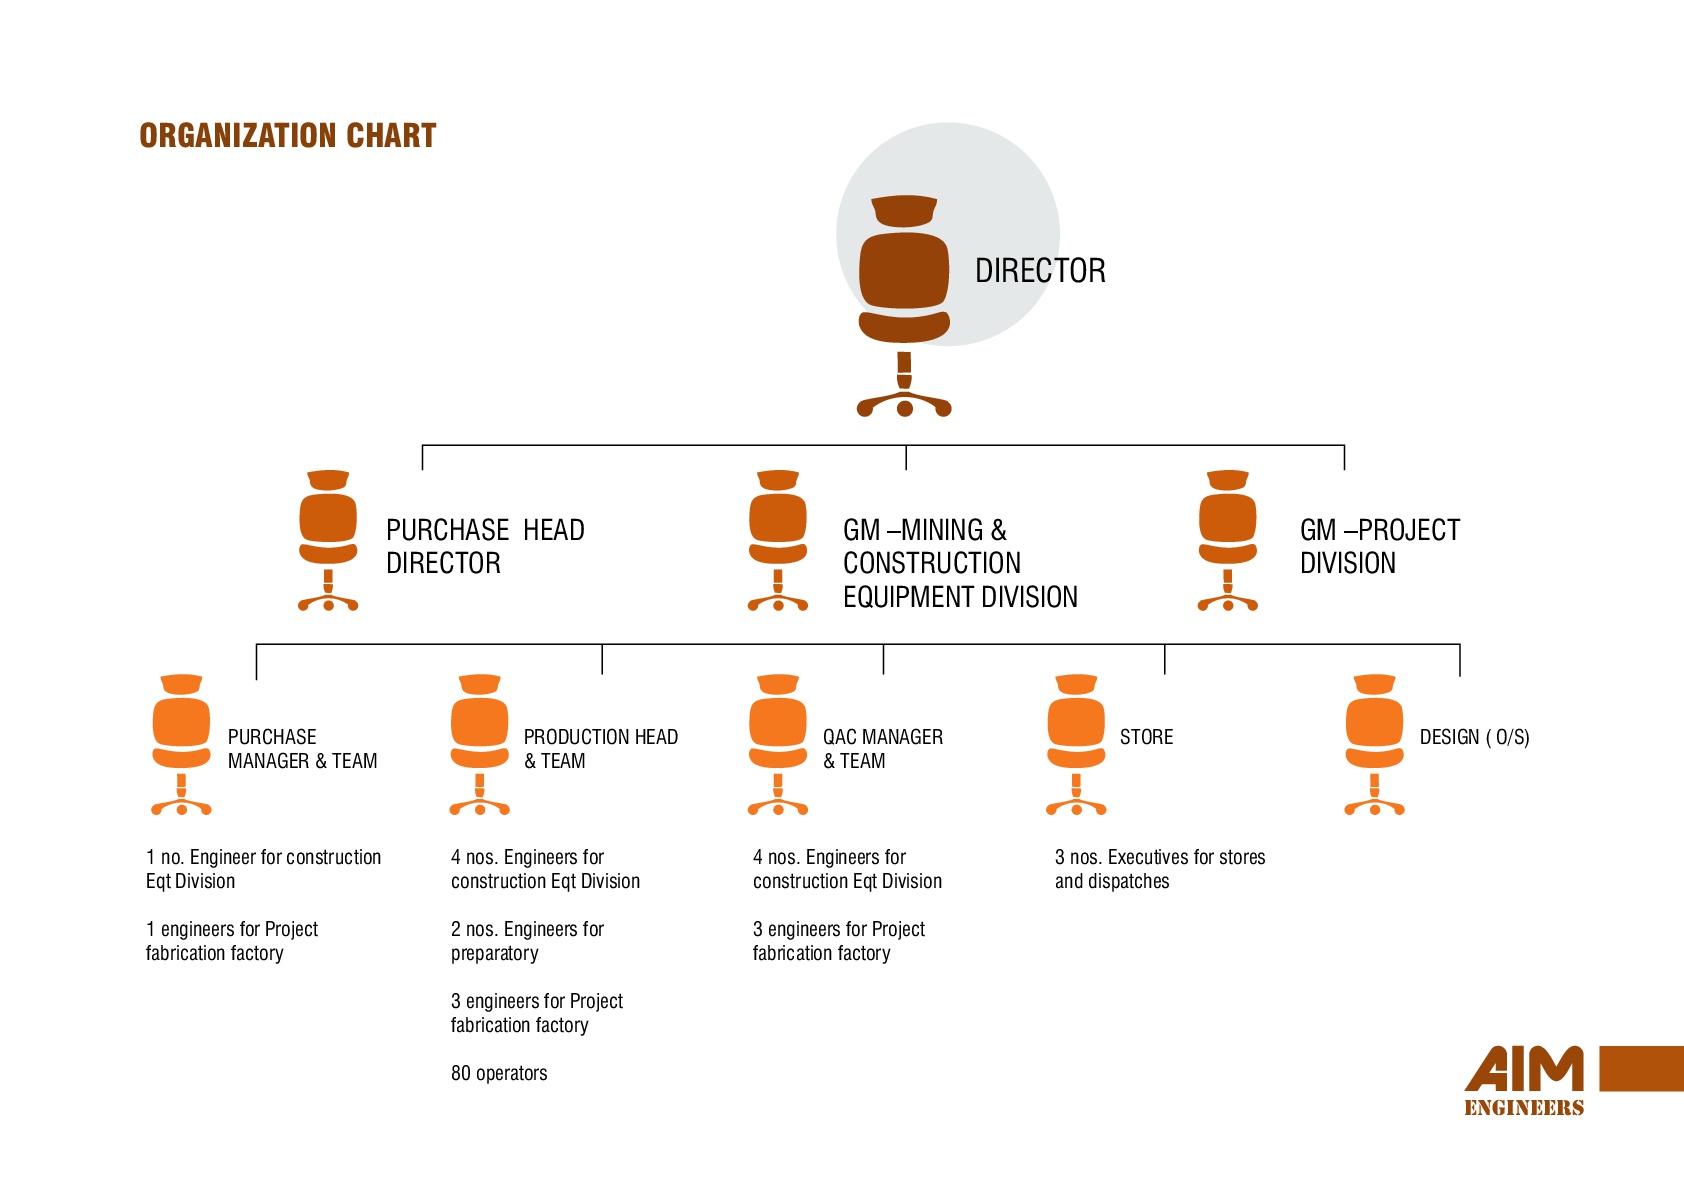 ORGANIZATION CHART
DIRECTOR
PURCHASE HEAD
DIRECTOR
GM –MINING &
CONSTRUCTION
EQUIPMENT DIVISION
GM –PROJECT
DIVISION
PURCHASE
MANAGER & TEAM
PRODUCTION HEAD
& TEAM
QAC MANAGER
& TEAM
STORE
DESIGN ( O/S)
1 no. Engineer for construction
Eqt Division
1 engineers for Project
fabrication factory
4 nos. Engineers for
construction Eqt Division
2 nos. Engineers for
preparatory
3 engineers for Project
fabrication factory
80 operators
4 nos. Engineers for
construction Eqt Division
3 engineers for Project
fabrication factory
3 nos. Executives for stores
and dispatches
AIM
ENGINEERS